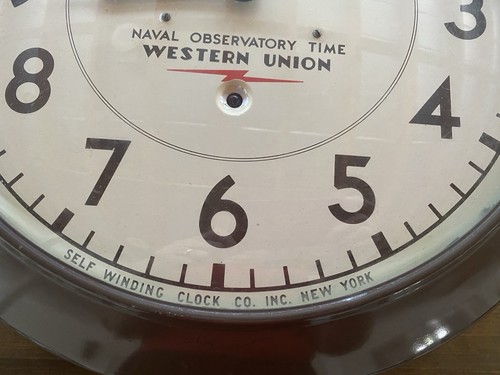 NAVAL OBSERVATORY TIME
WESTERN UNION
3
8
4
7
5
6
SELF WINDING CLOCK CO. INC. NEW YORK